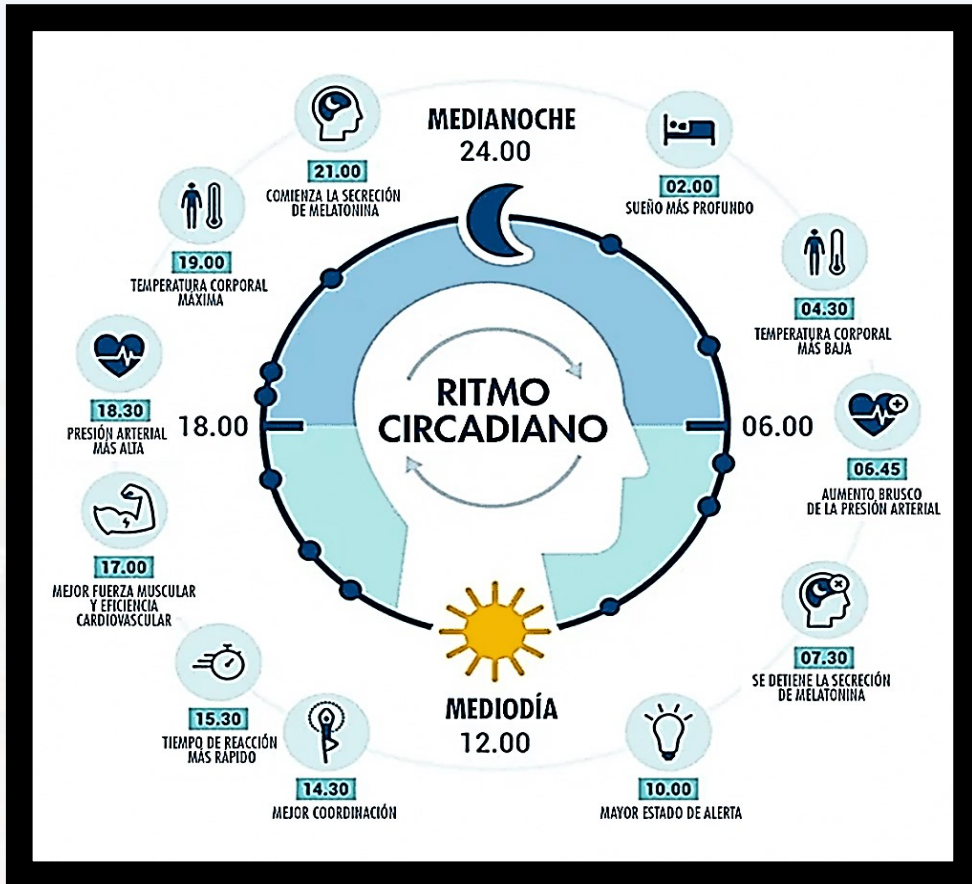 MEDIANOCHE
24.00
02.00
SUEÑO MÁS PROFUNDO
04.30
TEMPERATURA CORPORAL
MÁS BAJA
06.00
06.45
AUMENTO BRUSCO
DE LA PRESIÓN ARTERIAL
07.30
SE DETIENE LA SECRECIÓN
DE MELATONINA
10.00
MAYOR ESTADO DE ALERTA
MEDIODÍA
12.00
14.30
MEJOR COORDINACIÓN
15.30
TIEMPO DE REACCIÓN
MÁS RÁPIDO
17.00
MEJOR FUERZA MUSCULAR
Y EFICIENCIA
CARDIOVASCULAR
18.00
18.30
PRESIÓN ARTERIAL
MÁS ALTA
19.00
TEMPERATURA CORPORAL
MÁXIMA
21.00
COMIENZA LA SECRECIÓN
DE MELATONINA
RITMO
CIRCADIANO